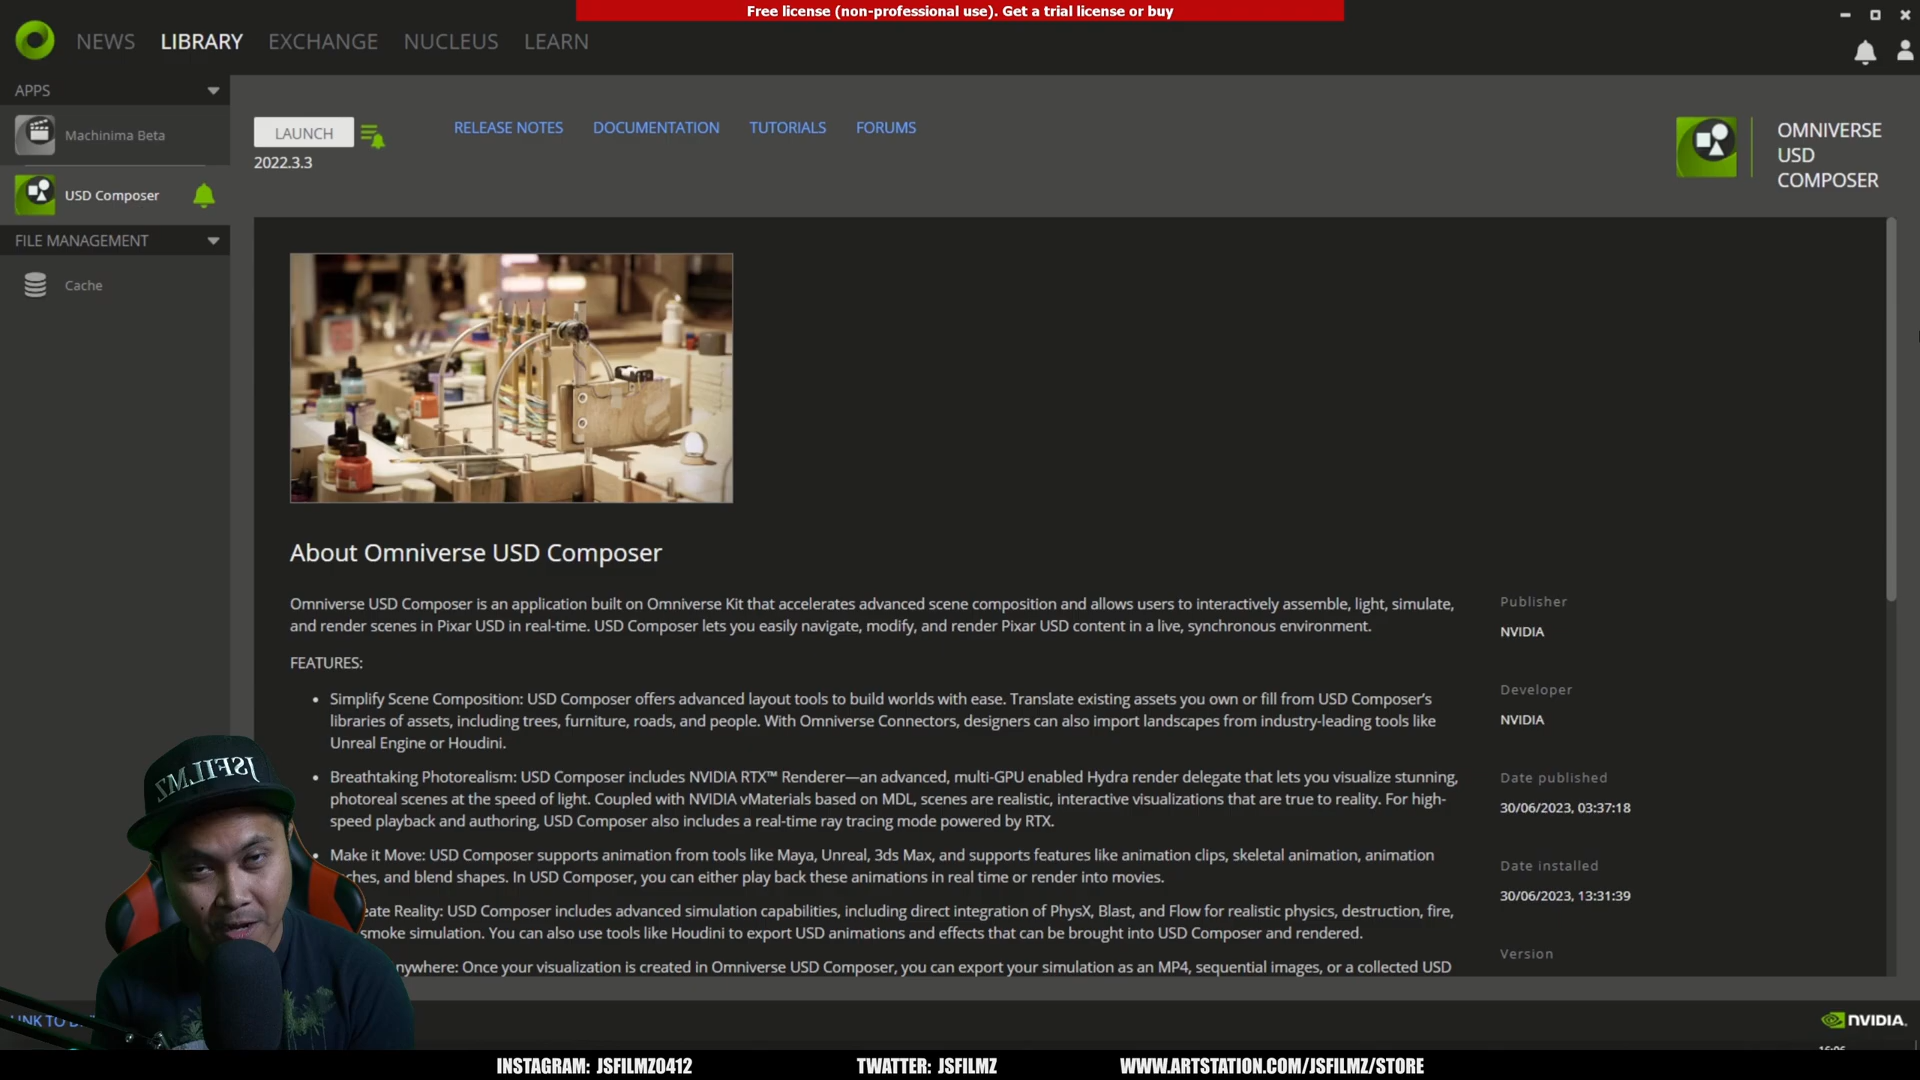 Free license (non-professional use). Get a trial license or buy
NEWS LIBRARY EXCHANGE NUCLEUS LEARN
APPS
Machinima Beta
USD Composer
FILE MANAGEMENT
Cache
LAUNCH
2022.3.3
RELEASE NOTES DOCUMENTATION TUTORIALS FORUMS
OMNIVERSE
USD
COMPOSER
About Omniverse USD Composer
Omniverse USD Composer is an application built on Omniverse Kit that accelerates advanced scene composition and allows users to interactively assemble, light, simulate,
and render scenes in Pixar USD in real-time. USD Composer lets you easily navigate, modify, and render Pixar USD content in a live, synchronous environment.
FEATURES:
• Simplify Scene Composition: USD Composer offers advanced layout tools to build worlds with ease. Translate existing assets you own or fill from USD Composer's
libraries of assets, including trees, furniture, roads, and people. With Omniverse Connectors, designers can also import landscapes from industry-leading tools like
Unreal Engine or Houdini.
• Breathtaking Photorealism: USD Composer includes NVIDIA RTX™ Renderer—an advanced, multi-GPU enabled Hydra render delegate that lets you visualize stunning,
photoreal scenes at the speed of light. Coupled with NVIDIA vMaterials based on MDL, scenes are realistic, interactive visualizations that are true to reality. For high-
speed playback and authoring, USD Composer also includes a real-time ray tracing mode powered by RTX.
• Make it Move: USD Composer supports animation from tools like Maya, Unreal, 3ds Max, and supports features like animation clips, skeletal animation, animation
ches, and blend shapes. In USD Composer, you can either play back these animations in real time or render into movies.
eate Reality: USD Composer includes advanced simulation capabilities, including direct integration of PhysX, Blast, and Flow for realistic physics, destruction, fire,
smoke simulation. You can also use tools like Houdini to export USD animations and effects that can be brought into USD Composer and rendered.
nywhere: Once your visualization is created in Omniverse USD Composer, you can export your simulation as an MP4, sequential images, or a collected USD
Publisher
NVIDIA
Developer
NVIDIA
Date published
30/06/2023, 03:37:18
Date installed
30/06/2023, 13:31:39
Version
JSFILMZ
LINK TO
NVIDIA.
INSTAGRAM: JSFILMZ0412 TWATTER: JSFILMZ WWW.ARTSTATION.COM/JSFILMZ/STORE